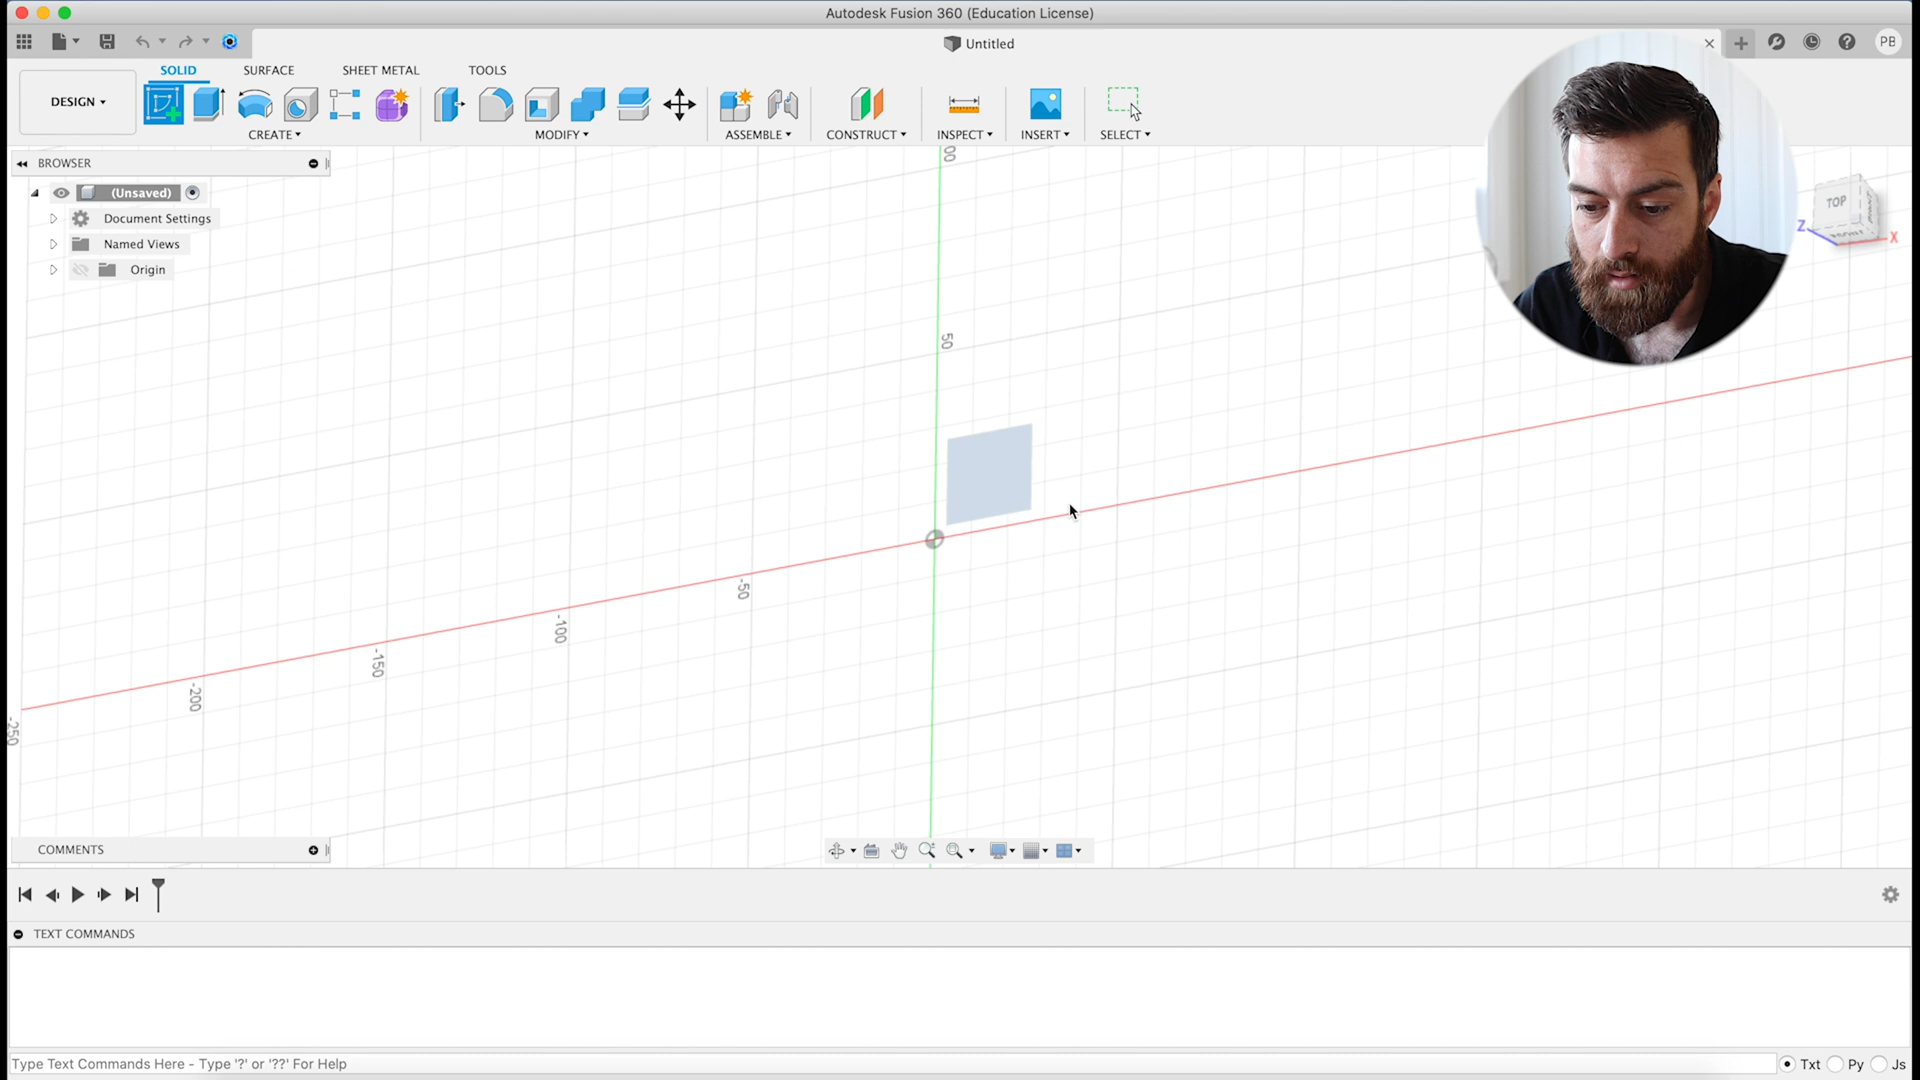 Autodesk Fusion 360 (Education License)
Untitled
PB
SOLID SURFACE SHEET METAL TOOLS
DESIGN
CREATE MODIFY ASSEMBLE CONSTRUCT INSPECT INSERT SELECT
BROWSER
(Unsaved)
Document Settings
Named Views
Origin
TOP
Z
X
50
-50
-100
-150
-200
-250
COMMENTS
TEXT COMMANDS
Type Text Commands Here - Type '?' or '??' For Help
Txt Py Js